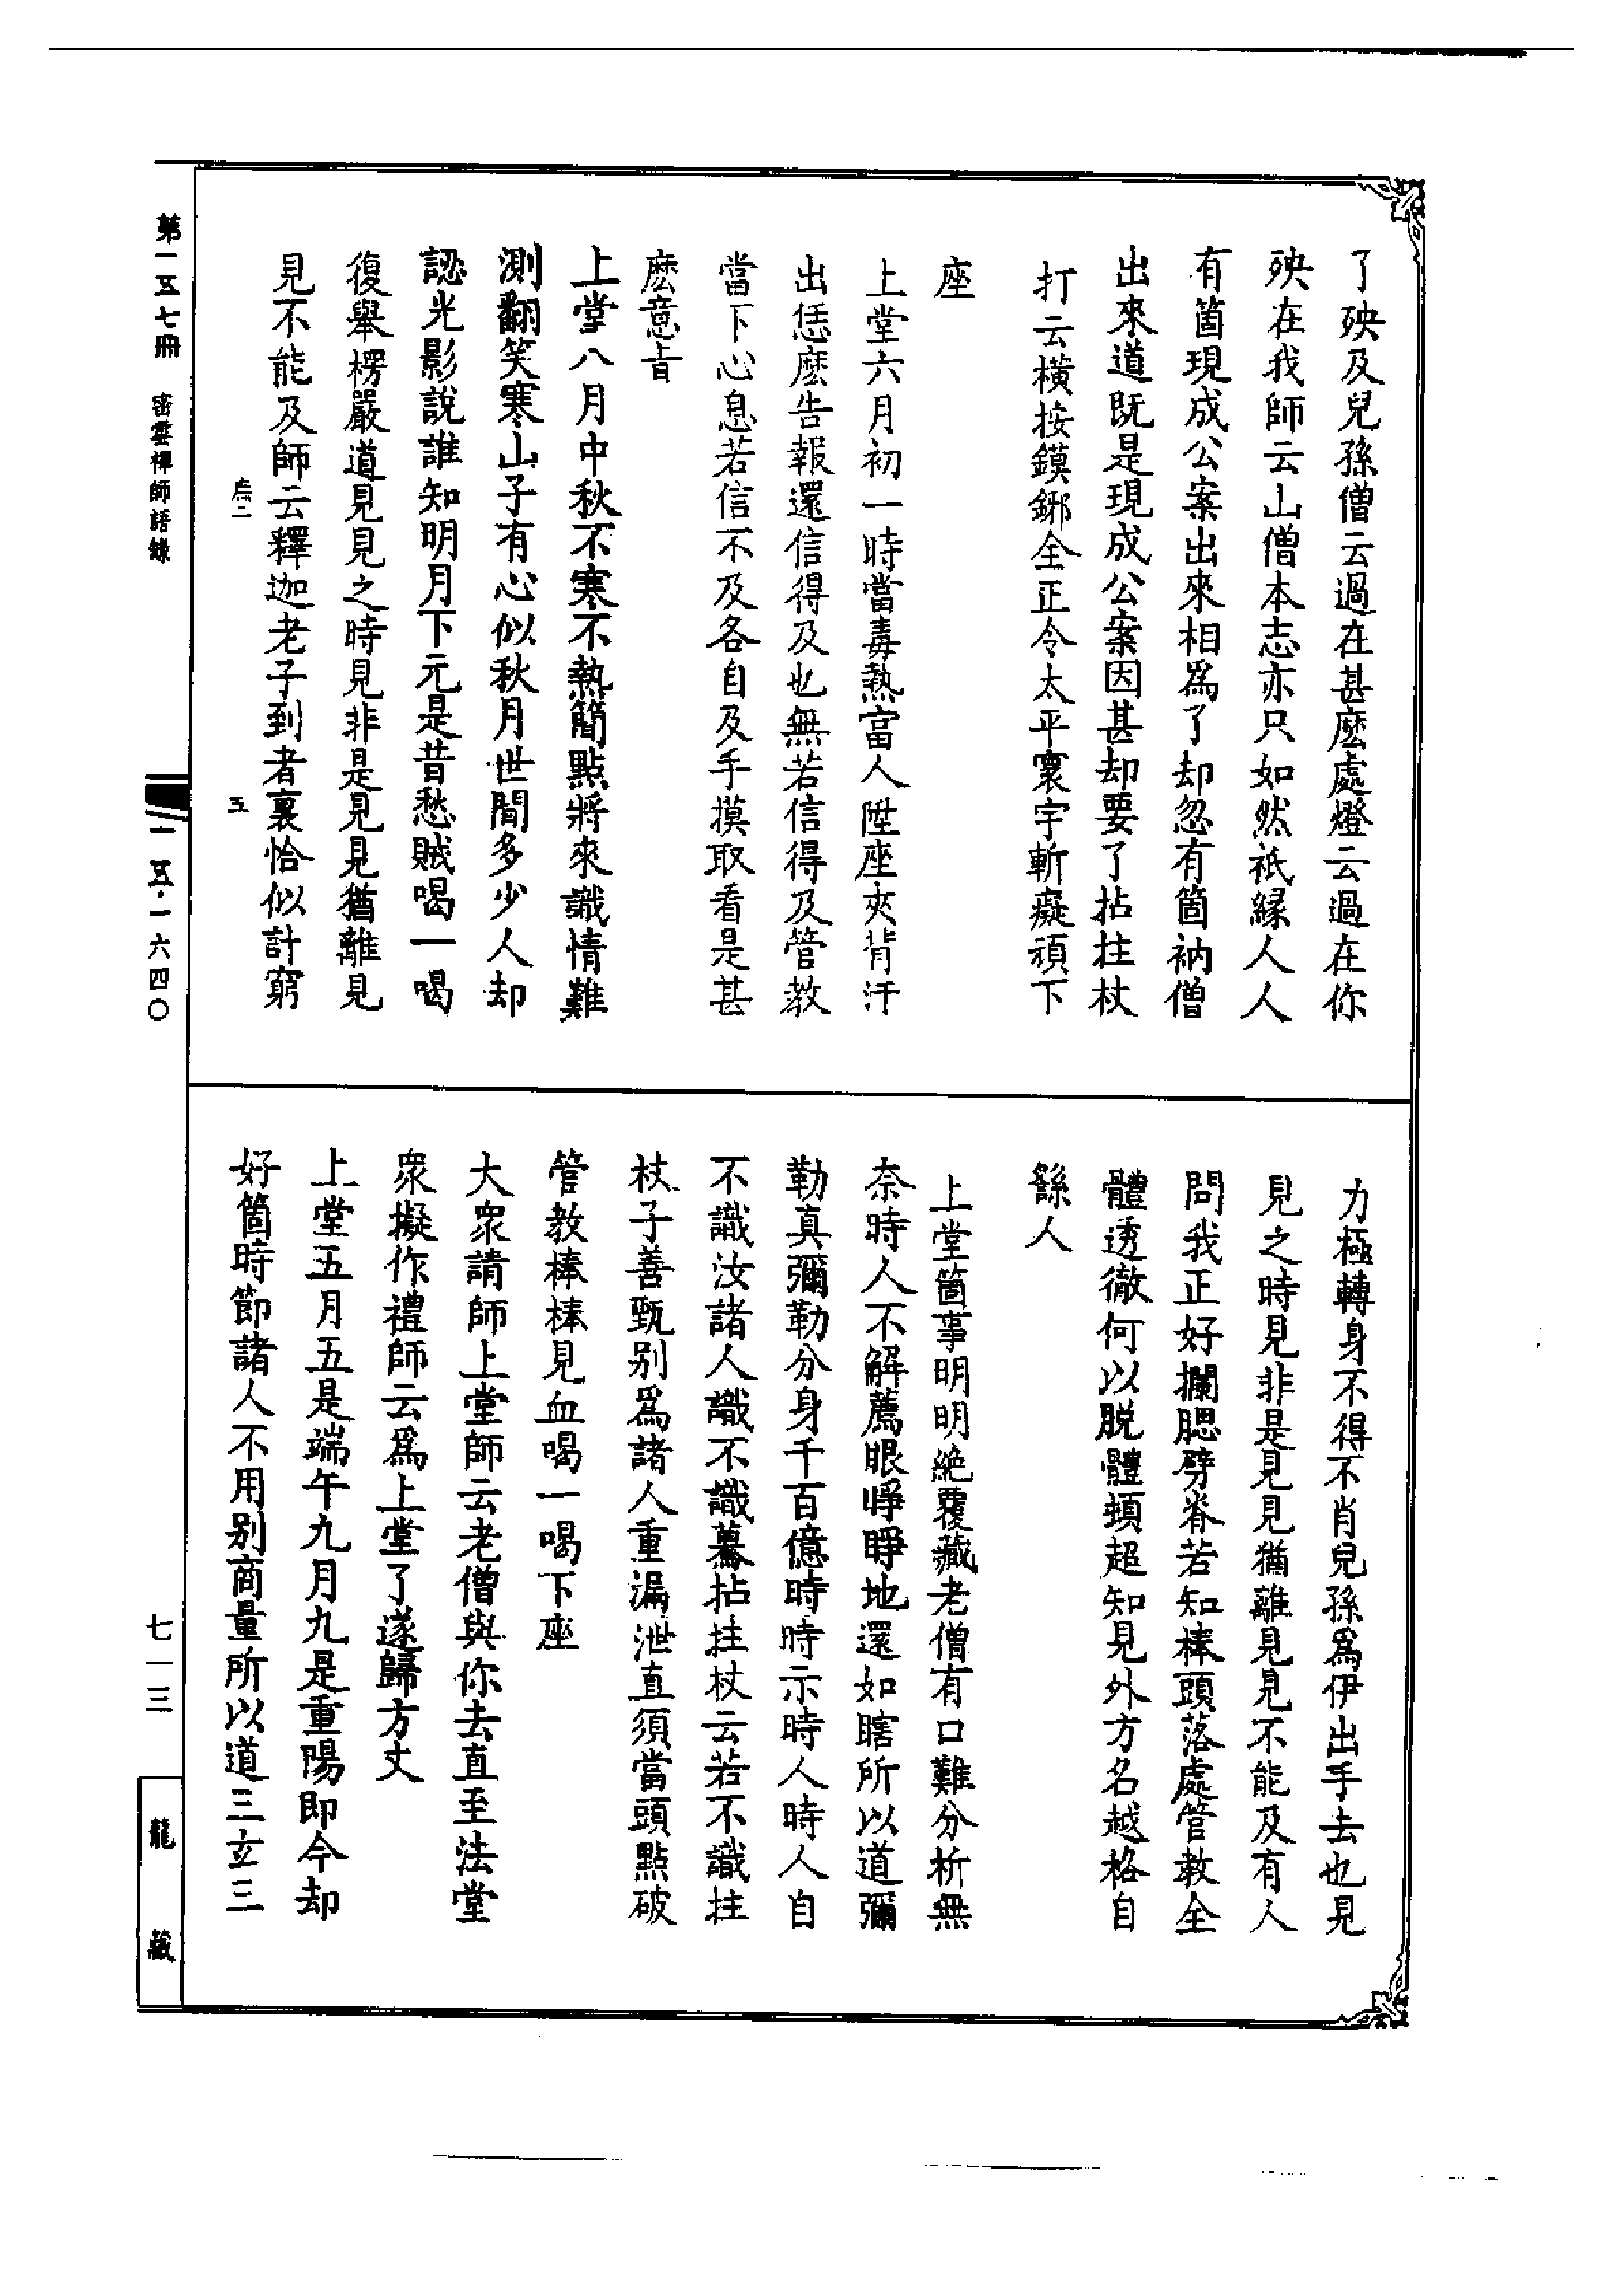 了殃及兒孫僧云過在甚麽處燈云過在你
殃在我師云山僧本志亦只如然祇緣人人
有箇現成公案出來相爲了却忽有箇衲僧
出來道既是現成公案因甚却要了拈拄杖
打云橫按鏌鋣全正令太平寰宇斬癡頑下
座
上堂六月初一時當毒熱富人陞座夾背汗
出恁麽告報還信得及也無若信得及管教
當下心息若信不及各自及手摸取看是甚
麽意旨
上堂八月中秋不寒不熱簡點將來識情難
測翻笑寒山子有心似秋月世間多少人却
認光影說誰知明月下元是昔愁賊喝一喝
復舉楞嚴道見見之時見非是見見猶離見
見不能及師云釋迦老子到者裏恰似計窮
力極轉身不得不肖兒孫爲伊出手去也見
見之時見非是見見猶離見見不能及有人
問我正好攔腮劈脊若知棒頭落處管教全
體透徹何以脫體頓超知見外方名越格自
繇人
上堂箇事明明絶覆藏老僧有口難分析無
奈時人不解薦眼睜睜地還如瞎所以道彌
勒真彌勒分身千百億時時示時人時人自
不識汝諸人識不識驀拈拄杖云若不識拄
杖子善甄别爲諸人重漏泄直須當頭點破
管教棒棒見血喝一喝下座
大衆請師上堂師云老僧與你去直至法堂
衆擬作禮師云爲上堂了遂歸方丈
上堂五月五是端午九月九是重陽即今却
好箇時節諸人不用别商量所以道三玄三
五
第一五七冊 密雲禪師語錄
一五·一六四〇
七一三
龍藏